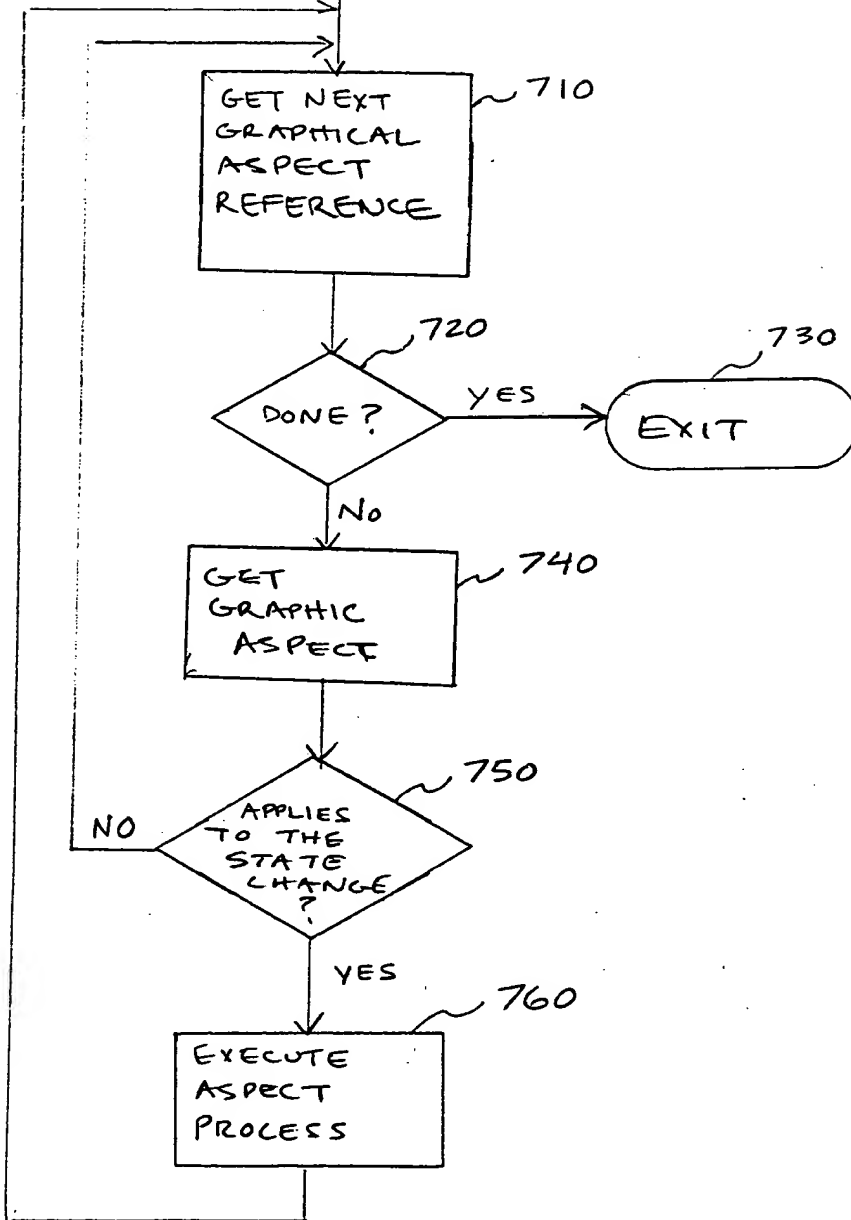 GET NEXT
GRAPHICAL
ASPECT
REFERENCE
710
720
DONE?
YES
730
EXIT
NO
GET
GRAPHIC
ASPECT
740
750
APPLIES
TO THE
STATE
CHANGE
?
NO
YES
760
EXECUTE
ASPECT
PROCESS